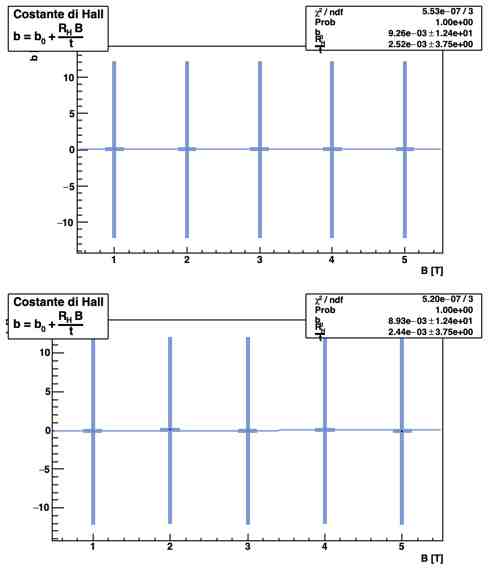 Costante di Hall
b = b₀ + R_H B / t
χ² / ndf 5.53e−07 / 3
Prob 1.00e+00
b₀ 9.26e−03 ± 1.24e+01
2.52e−03 ± 3.75e+00
10
5
0
−5
−10
1 2 3 4 5
B [T]
Costante di Hall
b = b₀ + R_H B / t
χ² / ndf 5.20e−07 / 3
Prob 1.00e+00
8.93e−03 ± 1.24e+01
2.44e−03 ± 3.75e+00
10
5
0
−5
−10
1 2 3 4 5
B [T]